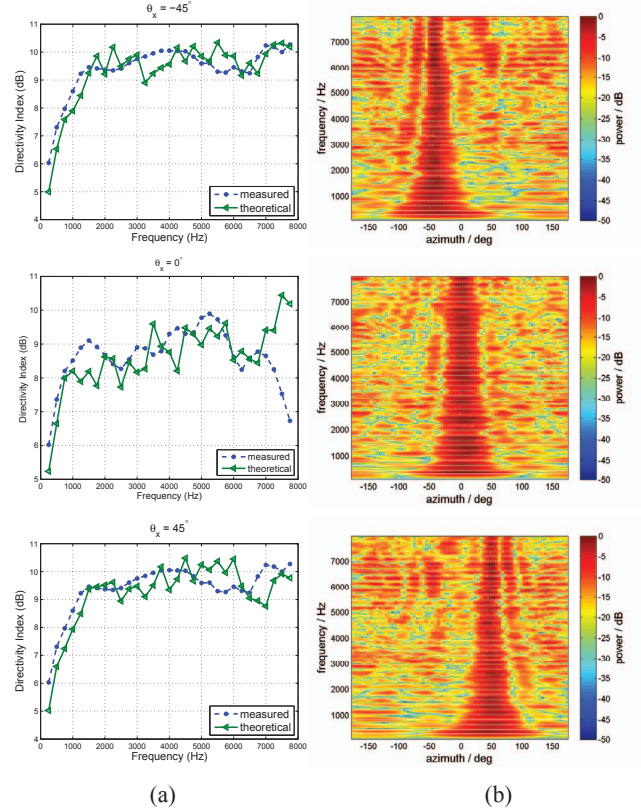 θx = −45°
Directivity Index (dB)
11
10
9
8
7
6
5
4
0 1000 2000 3000 4000 5000 6000 7000 8000
Frequency (Hz)
measured
theoretical
frequency / Hz
7000
6000
5000
4000
3000
2000
1000
-150 -100 -50 0 50 100 150
azimuth / deg
0
-5
-10
-15
-20
-25
-30
-35
-40
-45
-50
power / dB
θx = 0°
Directivity Index (dB)
11
10
9
8
7
6
5
0 1000 2000 3000 4000 5000 6000 7000 8000
Frequency (Hz)
measured
theoretical
frequency / Hz
7000
6000
5000
4000
3000
2000
1000
-150 -100 -50 0 50 100 150
azimuth / deg
0
-5
-10
-15
-20
-25
-30
-35
-40
-45
-50
power / dB
θx = 45°
Directivity Index (dB)
11
10
9
8
7
6
5
4
0 1000 2000 3000 4000 5000 6000 7000 8000
Frequency (Hz)
measured
theoretical
frequency / Hz
7000
6000
5000
4000
3000
2000
1000
-150 -100 -50 0 50 100 150
azimuth / deg
0
-5
-10
-15
-20
-25
-30
-35
-40
-45
-50
power / dB
(a) (b)